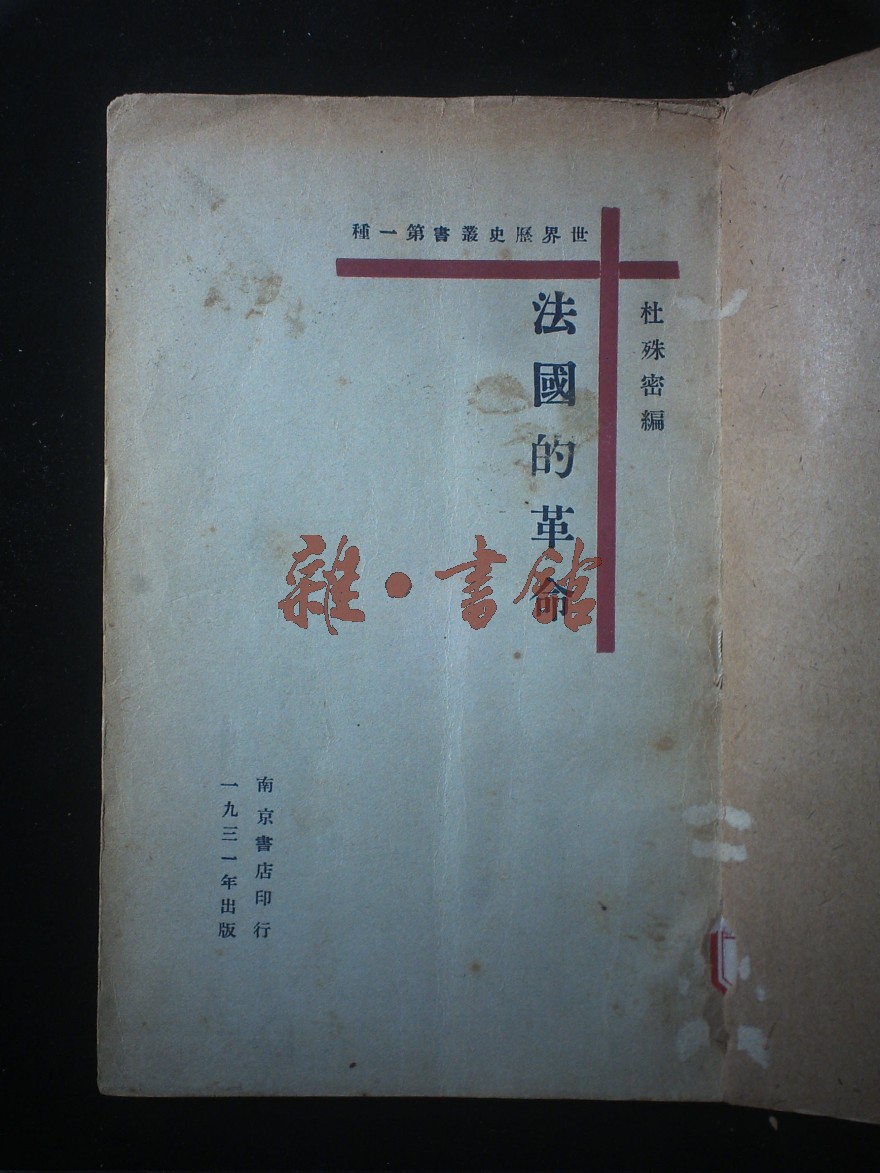 世界歷史叢書第一種
杜殊密編
法國的革命
南京書店印行
一九三一年出版
雜·書館